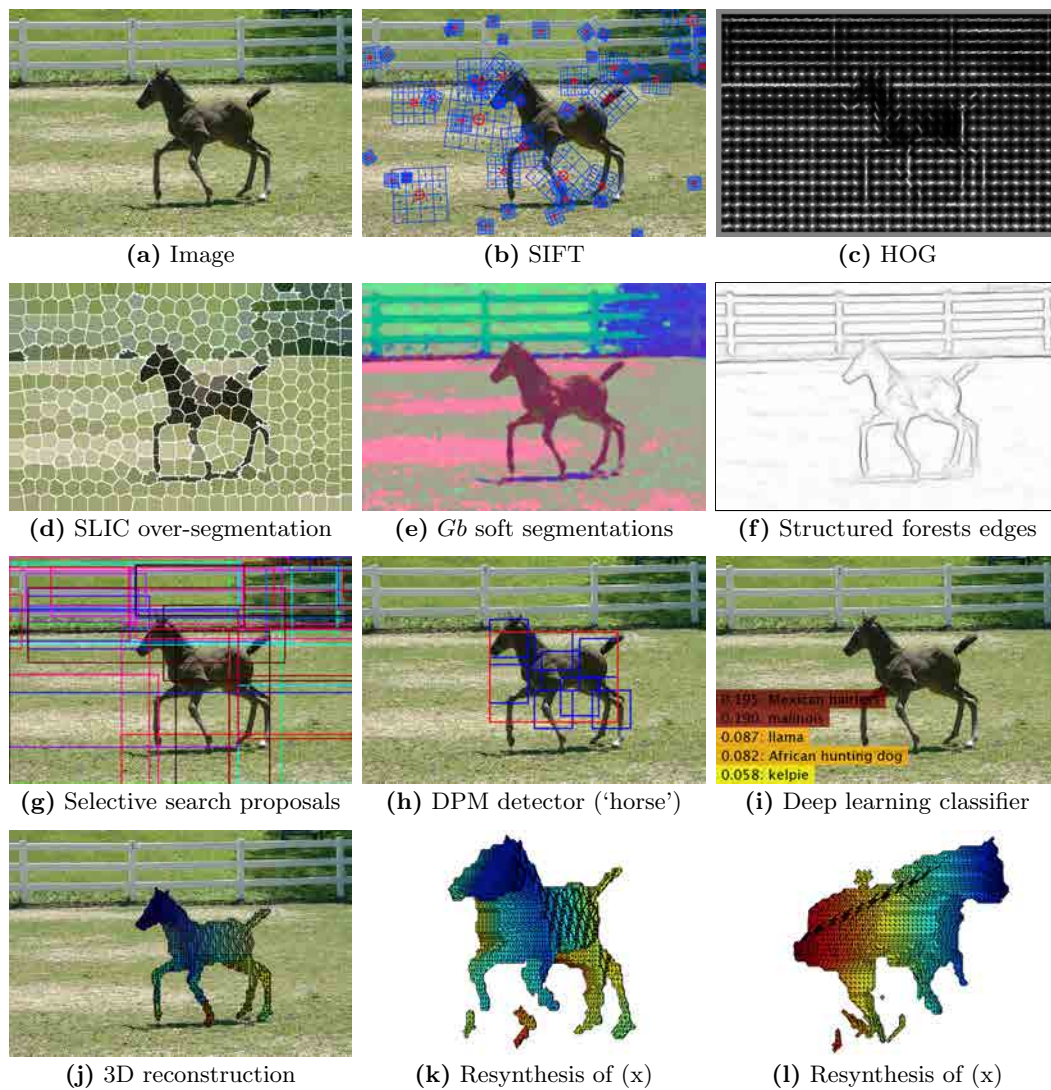 (a) Image
(b) SIFT
(c) HOG
(d) SLIC over-segmentation
(e) Gb soft segmentations
(f) Structured forests edges
(g) Selective search proposals
(h) DPM detector (‘horse’)
0.195: Mexican hairless
0.190: malinois
0.087: llama
0.082: African hunting dog
0.058: kelpie
(i) Deep learning classifier
(j) 3D reconstruction
(k) Resynthesis of (x)
(l) Resynthesis of (x)